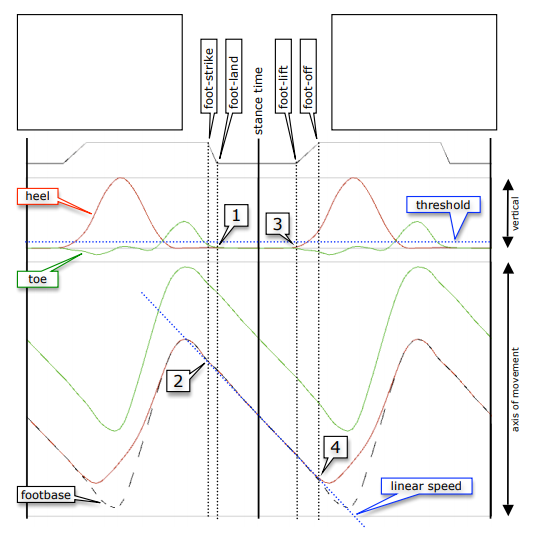 foot-strike
foot-land
stance time
foot-lift
foot-off
heel
1
3
threshold
vertical
toe
2
4
axis of movement
linear speed
footbase